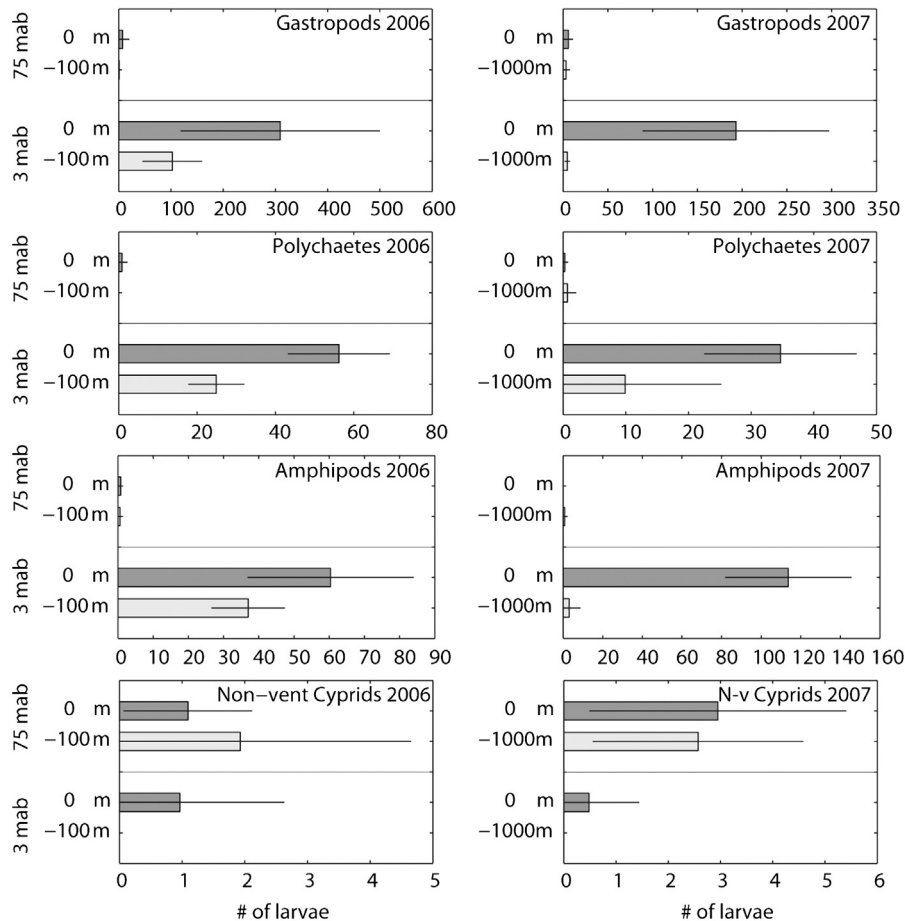 Gastropods 2006
75 mab
0 m
−100 m
3 mab
0 m
−100 m
0 100 200 300 400 500 600
Gastropods 2007
0 m
−1000m
0 m
−1000m
0 50 100 150 200 250 300 350
Polychaetes 2006
75 mab
0 m
−100 m
3 mab
0 m
−100 m
0 20 40 60 80
Polychaetes 2007
0 m
−1000m
0 m
−1000m
0 10 20 30 40 50
Amphipods 2006
75 mab
0 m
−100 m
3 mab
0 m
−100 m
0 10 20 30 40 50 60 70 80 90
Amphipods 2007
0 m
−1000m
0 m
−1000m
0 20 40 60 80 100 120 140 160
Non−vent Cyprids 2006
75 mab
0 m
−100 m
3 mab
0 m
−100 m
0 1 2 3 4 5
# of larvae
N-v Cyprids 2007
0 m
−1000m
0 m
−1000m
0 1 2 3 4 5 6
# of larvae